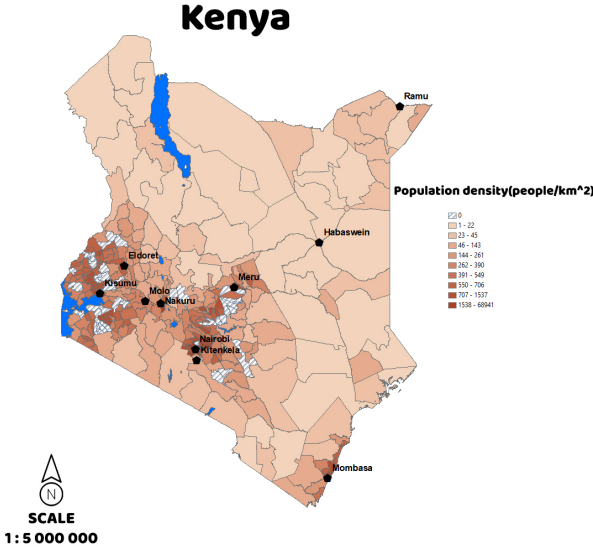 Kenya
Ramu
Population density(people/km^2)
0
1 - 22
23 - 45
46 - 143
144 - 261
262 - 390
391 - 549
550 - 706
707 - 1537
1538 - 68941
Habaswein
Eldoret
Kisumu
Meru
Molo
Nakuru
Nairobi
Kitenkela
Mombasa
N
SCALE
1 : 5 000 000